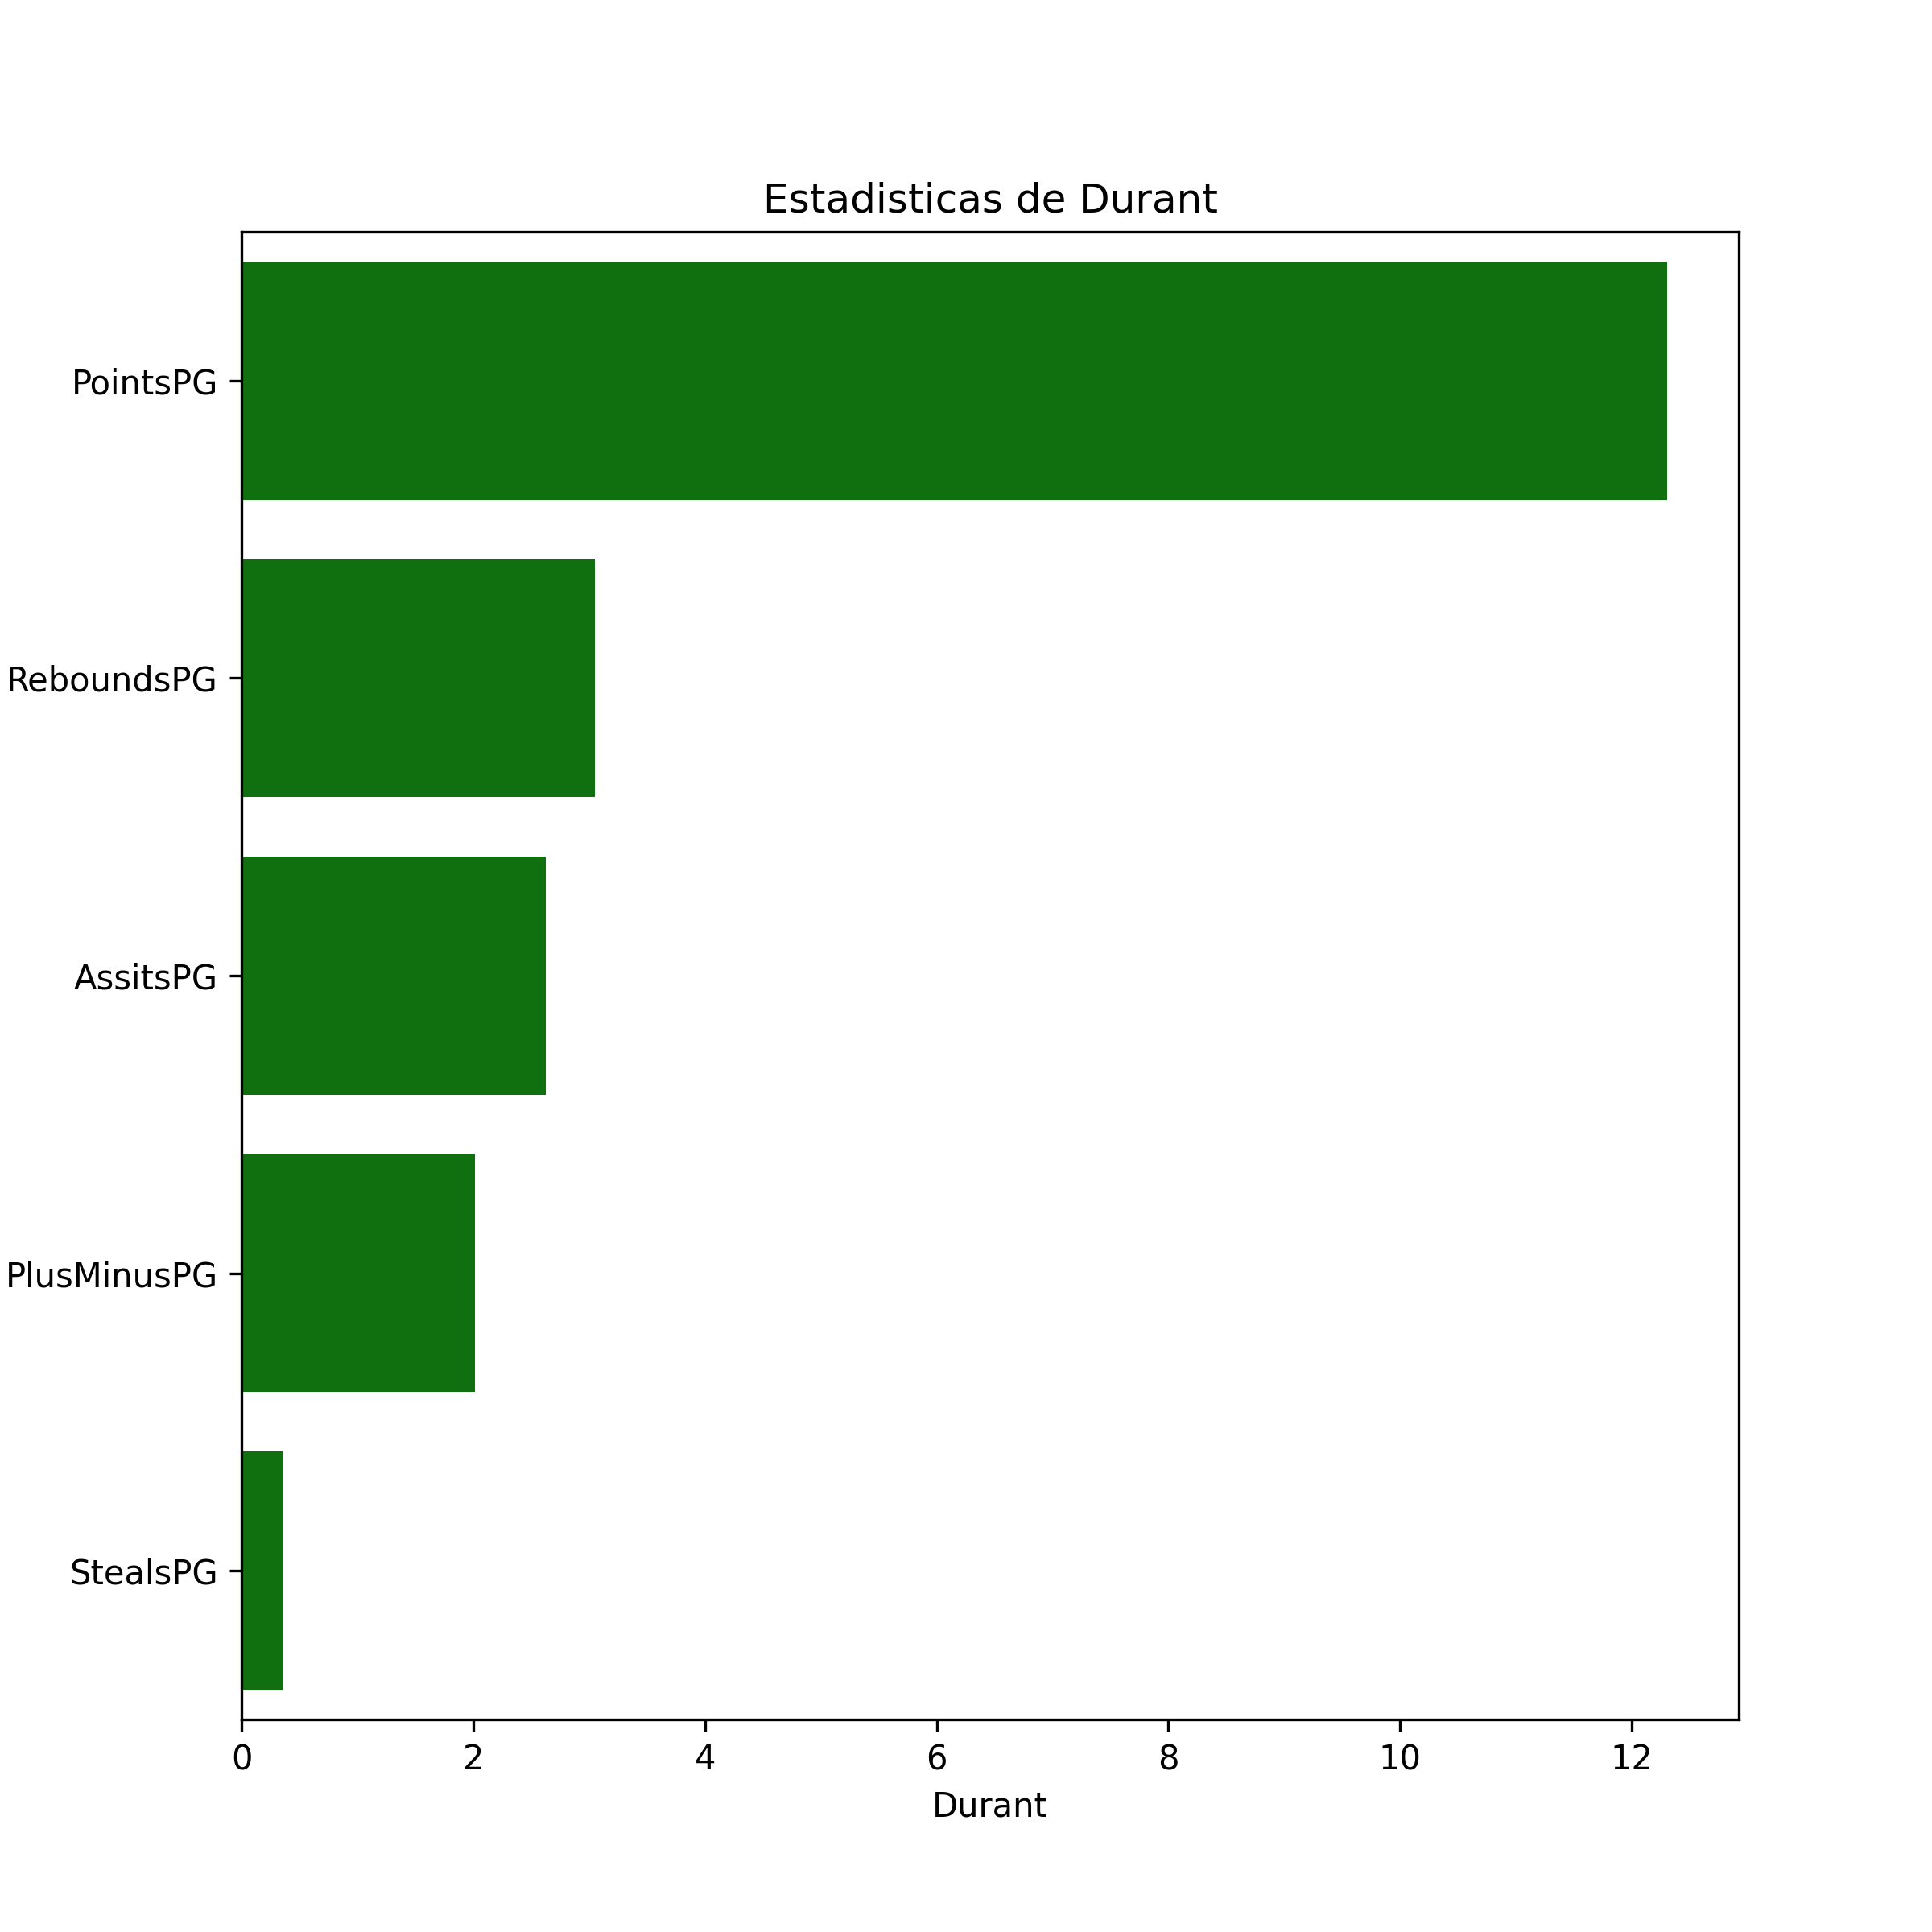 Estadisticas de Durant
PointsPG
ReboundsPG
AssitsPG
PlusMinusPG
StealsPG
0 2 4 6 8 10 12
Durant